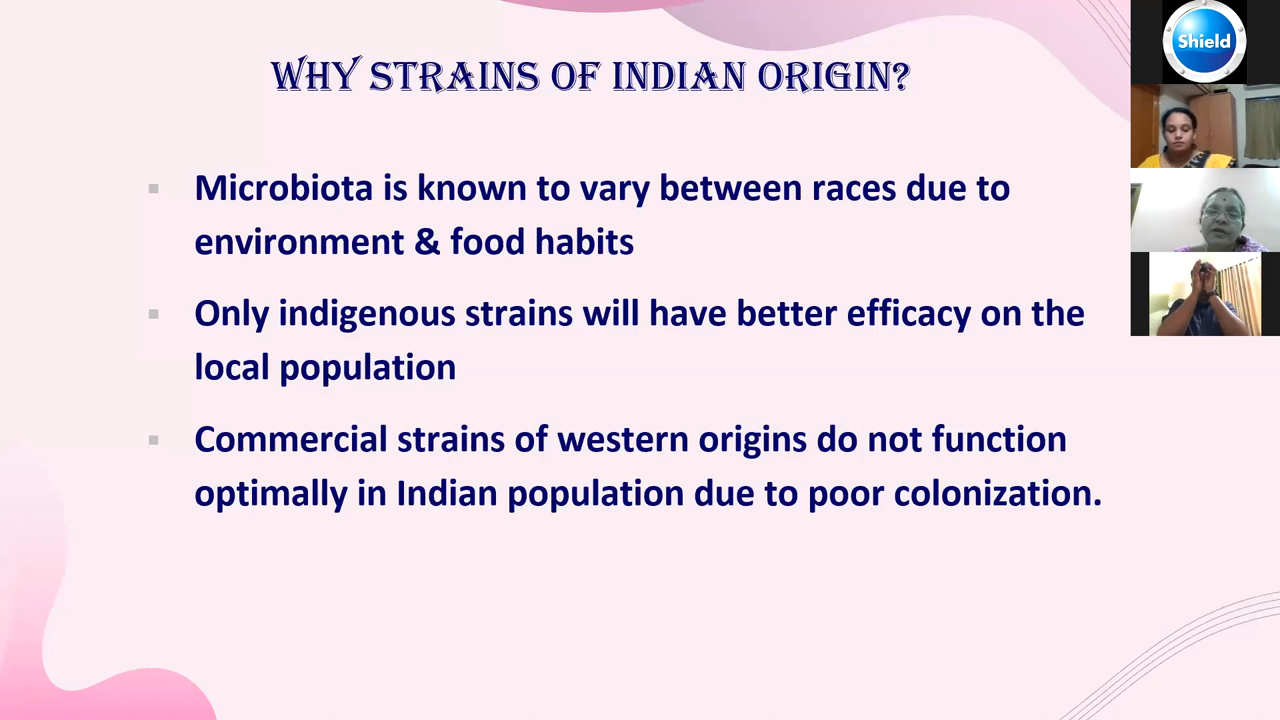 WHY STRAINS OF INDIAN ORIGIN?
Shield
Microbiota is known to vary between races due to
environment & food habits
Only indigenous strains will have better efficacy on the
local population
Commercial strains of western origins do not function
optimally in Indian population due to poor colonization.